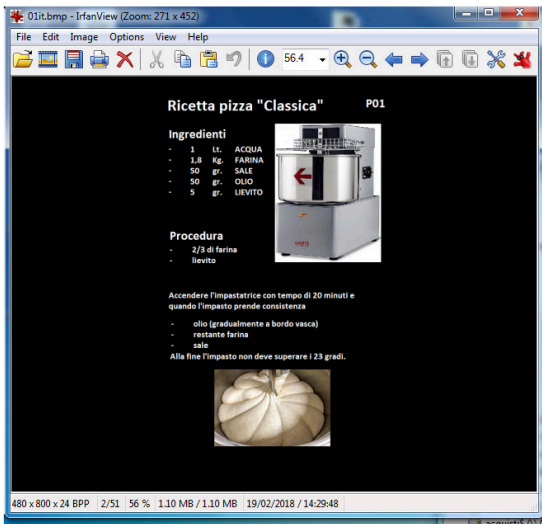 01it.bmp - IrfanView (Zoom: 271 x 452)
File Edit Image Options View Help
56.4
Ricetta pizza "Classica" P01
Ingredienti
- 1 Lt. ACQUA
- 1,8 Kg. FARINA
- 50 gr. SALE
- 50 gr. OLIO
- 5 gr. LIEVITO
Procedura
- 2/3 di farina
- lievito
Accendere l'impastatrice con tempo di 20 minuti e
quando l'impasto prende consistenza
- olio (gradualmente a bordo vasca)
- restante farina
- sale
Alla fine l'impasto non deve superare i 23 gradi.
480 x 800 x 24 BPP 2/51 56 % 1.10 MB / 1.10 MB 19/02/2018 / 14:29:48